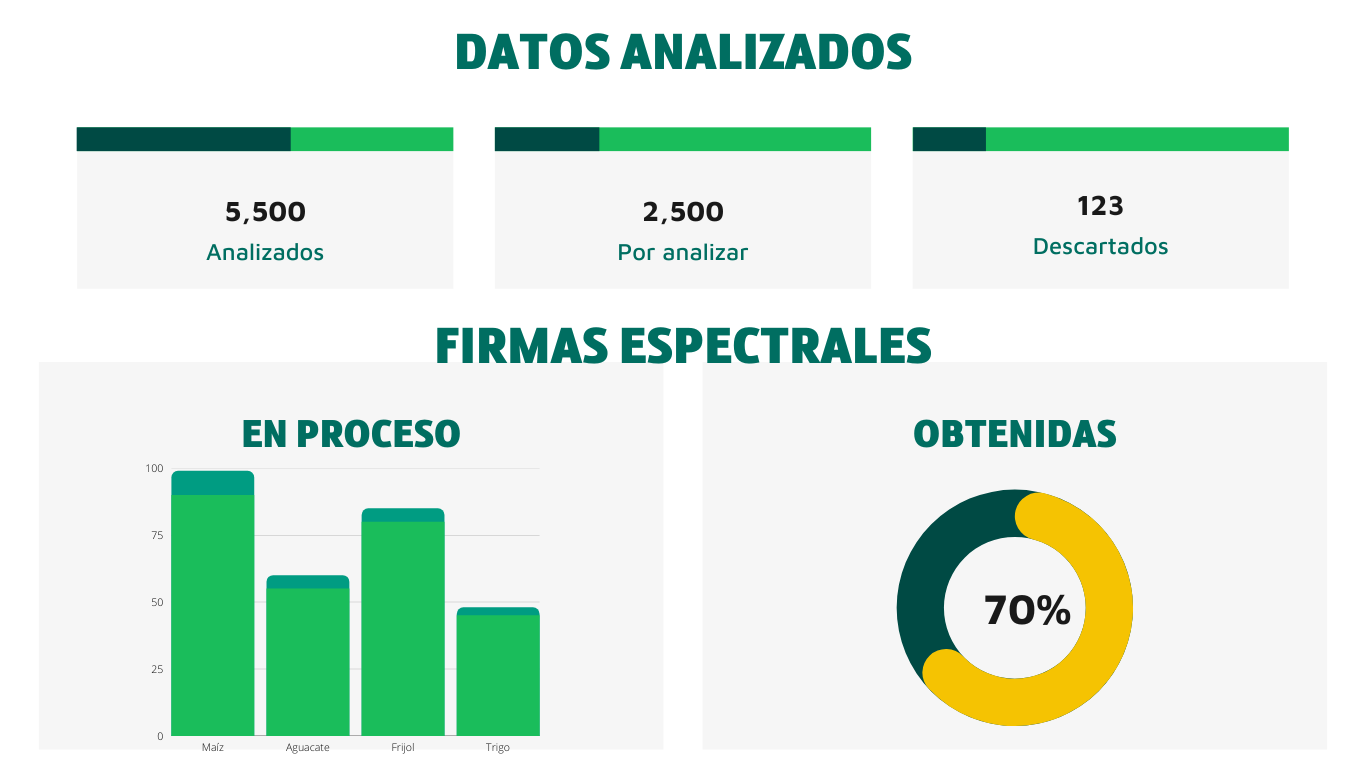 DATOS ANALIZADOS
5,500
Analizados
2,500
Por analizar
123
Descartados
FIRMAS ESPECTRALES
EN PROCESO
100
75
50
25
0
Maíz
Aguacate
Frijol
Trigo
OBTENIDAS
70%